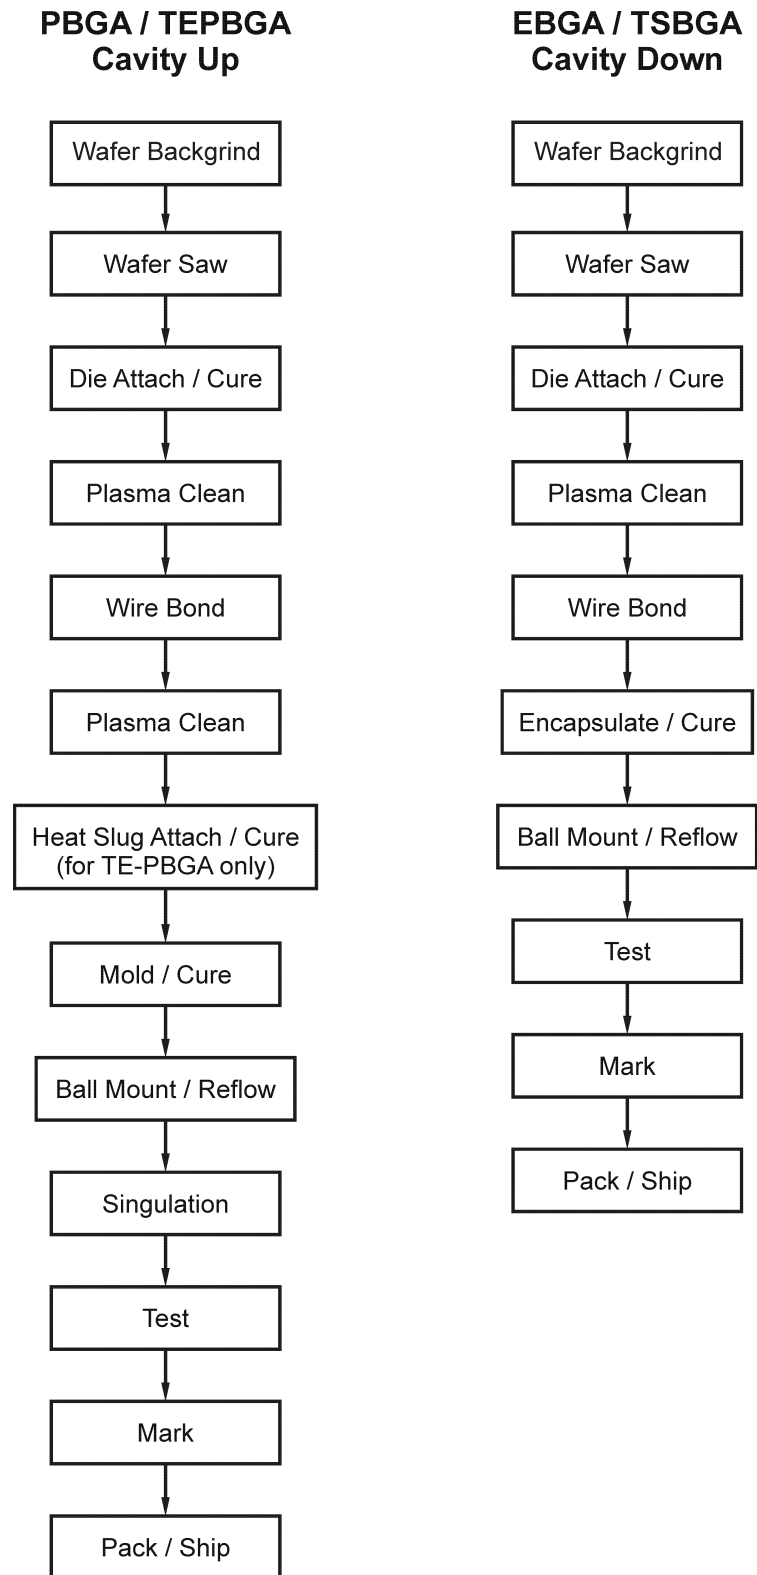 PBGA / TEPBGA
Cavity Up
Wafer Backgrind
Wafer Saw
Die Attach / Cure
Plasma Clean
Wire Bond
Plasma Clean
Heat Slug Attach / Cure
(for TE-PBGA only)
Mold / Cure
Ball Mount / Reflow
Singulation
Test
Mark
Pack / Ship
EBGA / TSBGA
Cavity Down
Wafer Backgrind
Wafer Saw
Die Attach / Cure
Plasma Clean
Wire Bond
Encapsulate / Cure
Ball Mount / Reflow
Test
Mark
Pack / Ship